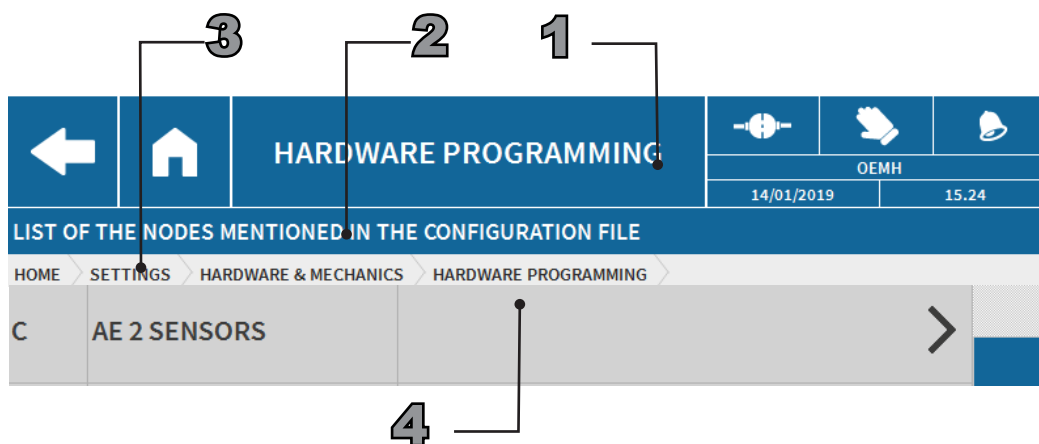 3 2 1
HARDWARE PROGRAMMING
OEMH
14/01/2019 15.24
LIST OF THE NODES MENTIONED IN THE CONFIGURATION FILE
HOME SETTINGS HARDWARE & MECHANICS HARDWARE PROGRAMMING
C AE 2 SENSORS
4